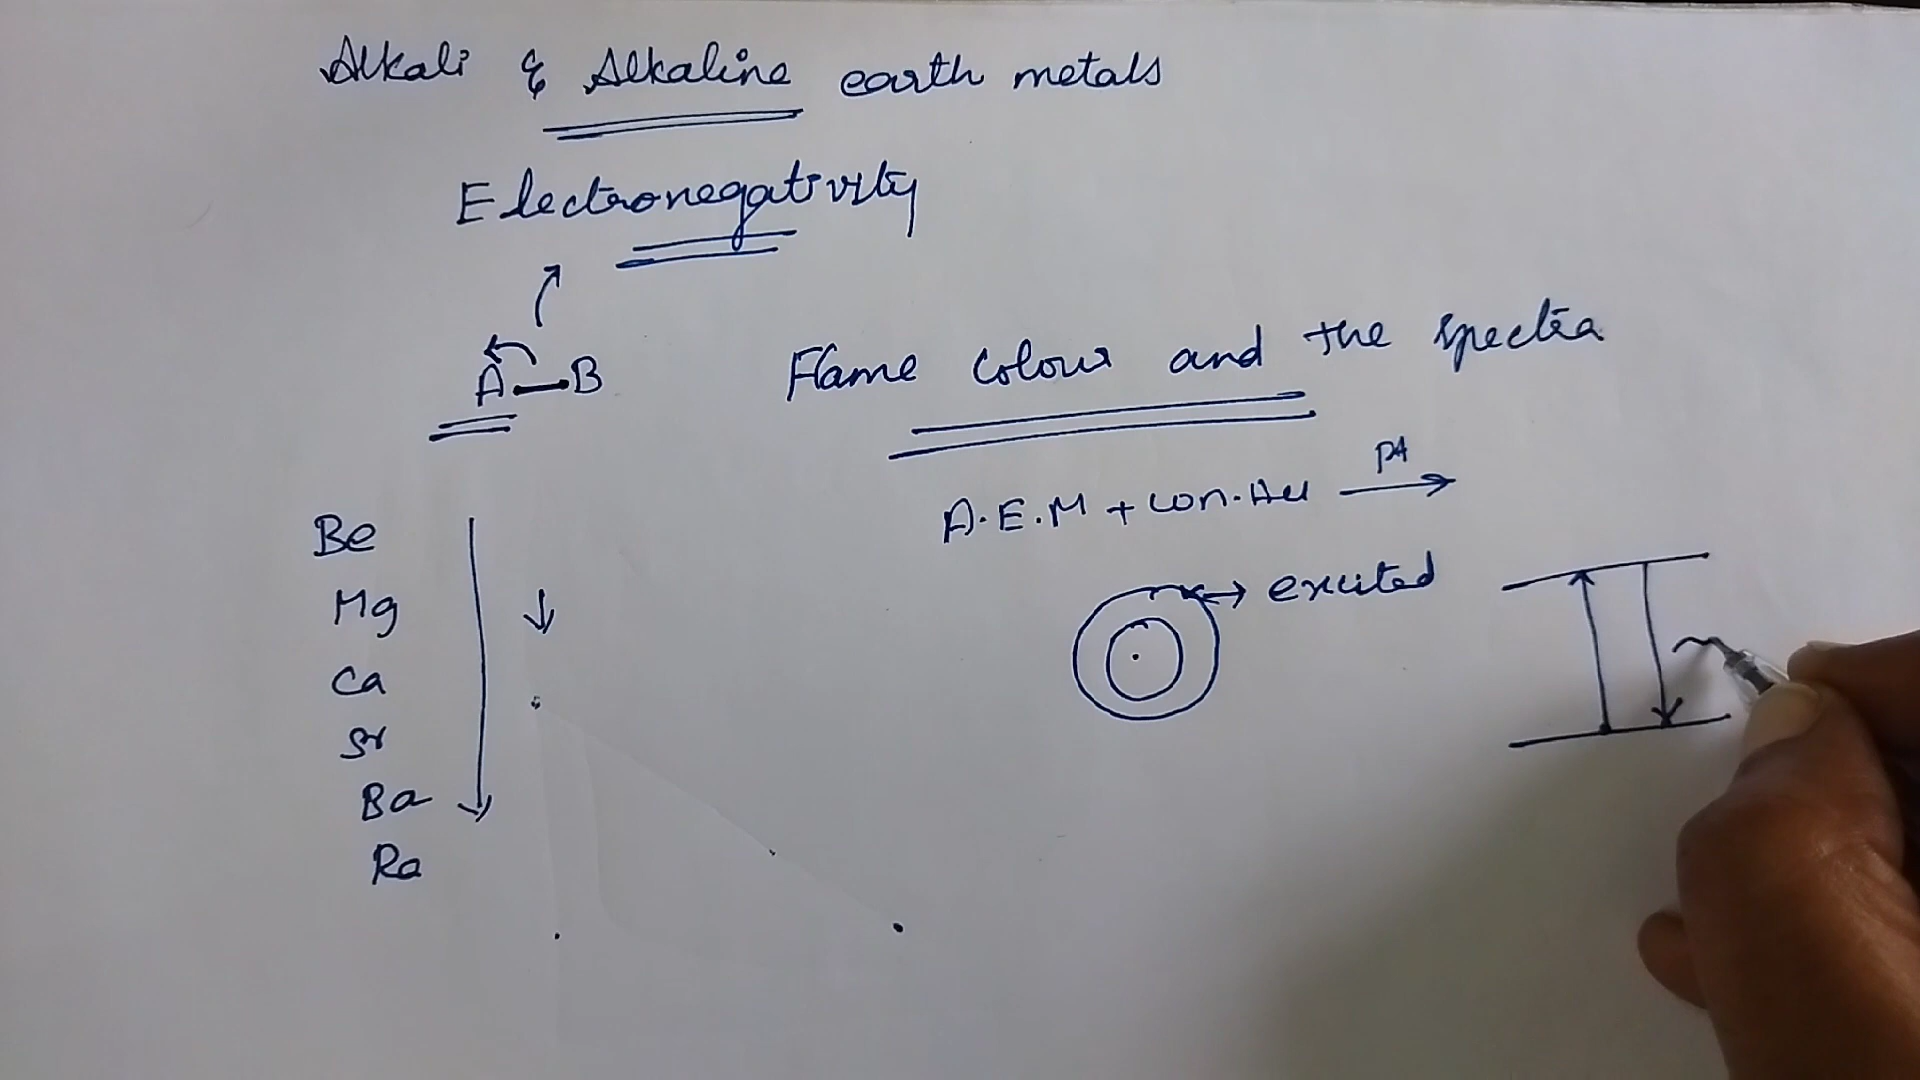 Alkali & Alkaline earth metals
Electronegativity
A—B
Flame colour and the spectra
A.E.M + con.HCl
Pt
excited
Be
Mg
Ca
Sr
Ba
Ra